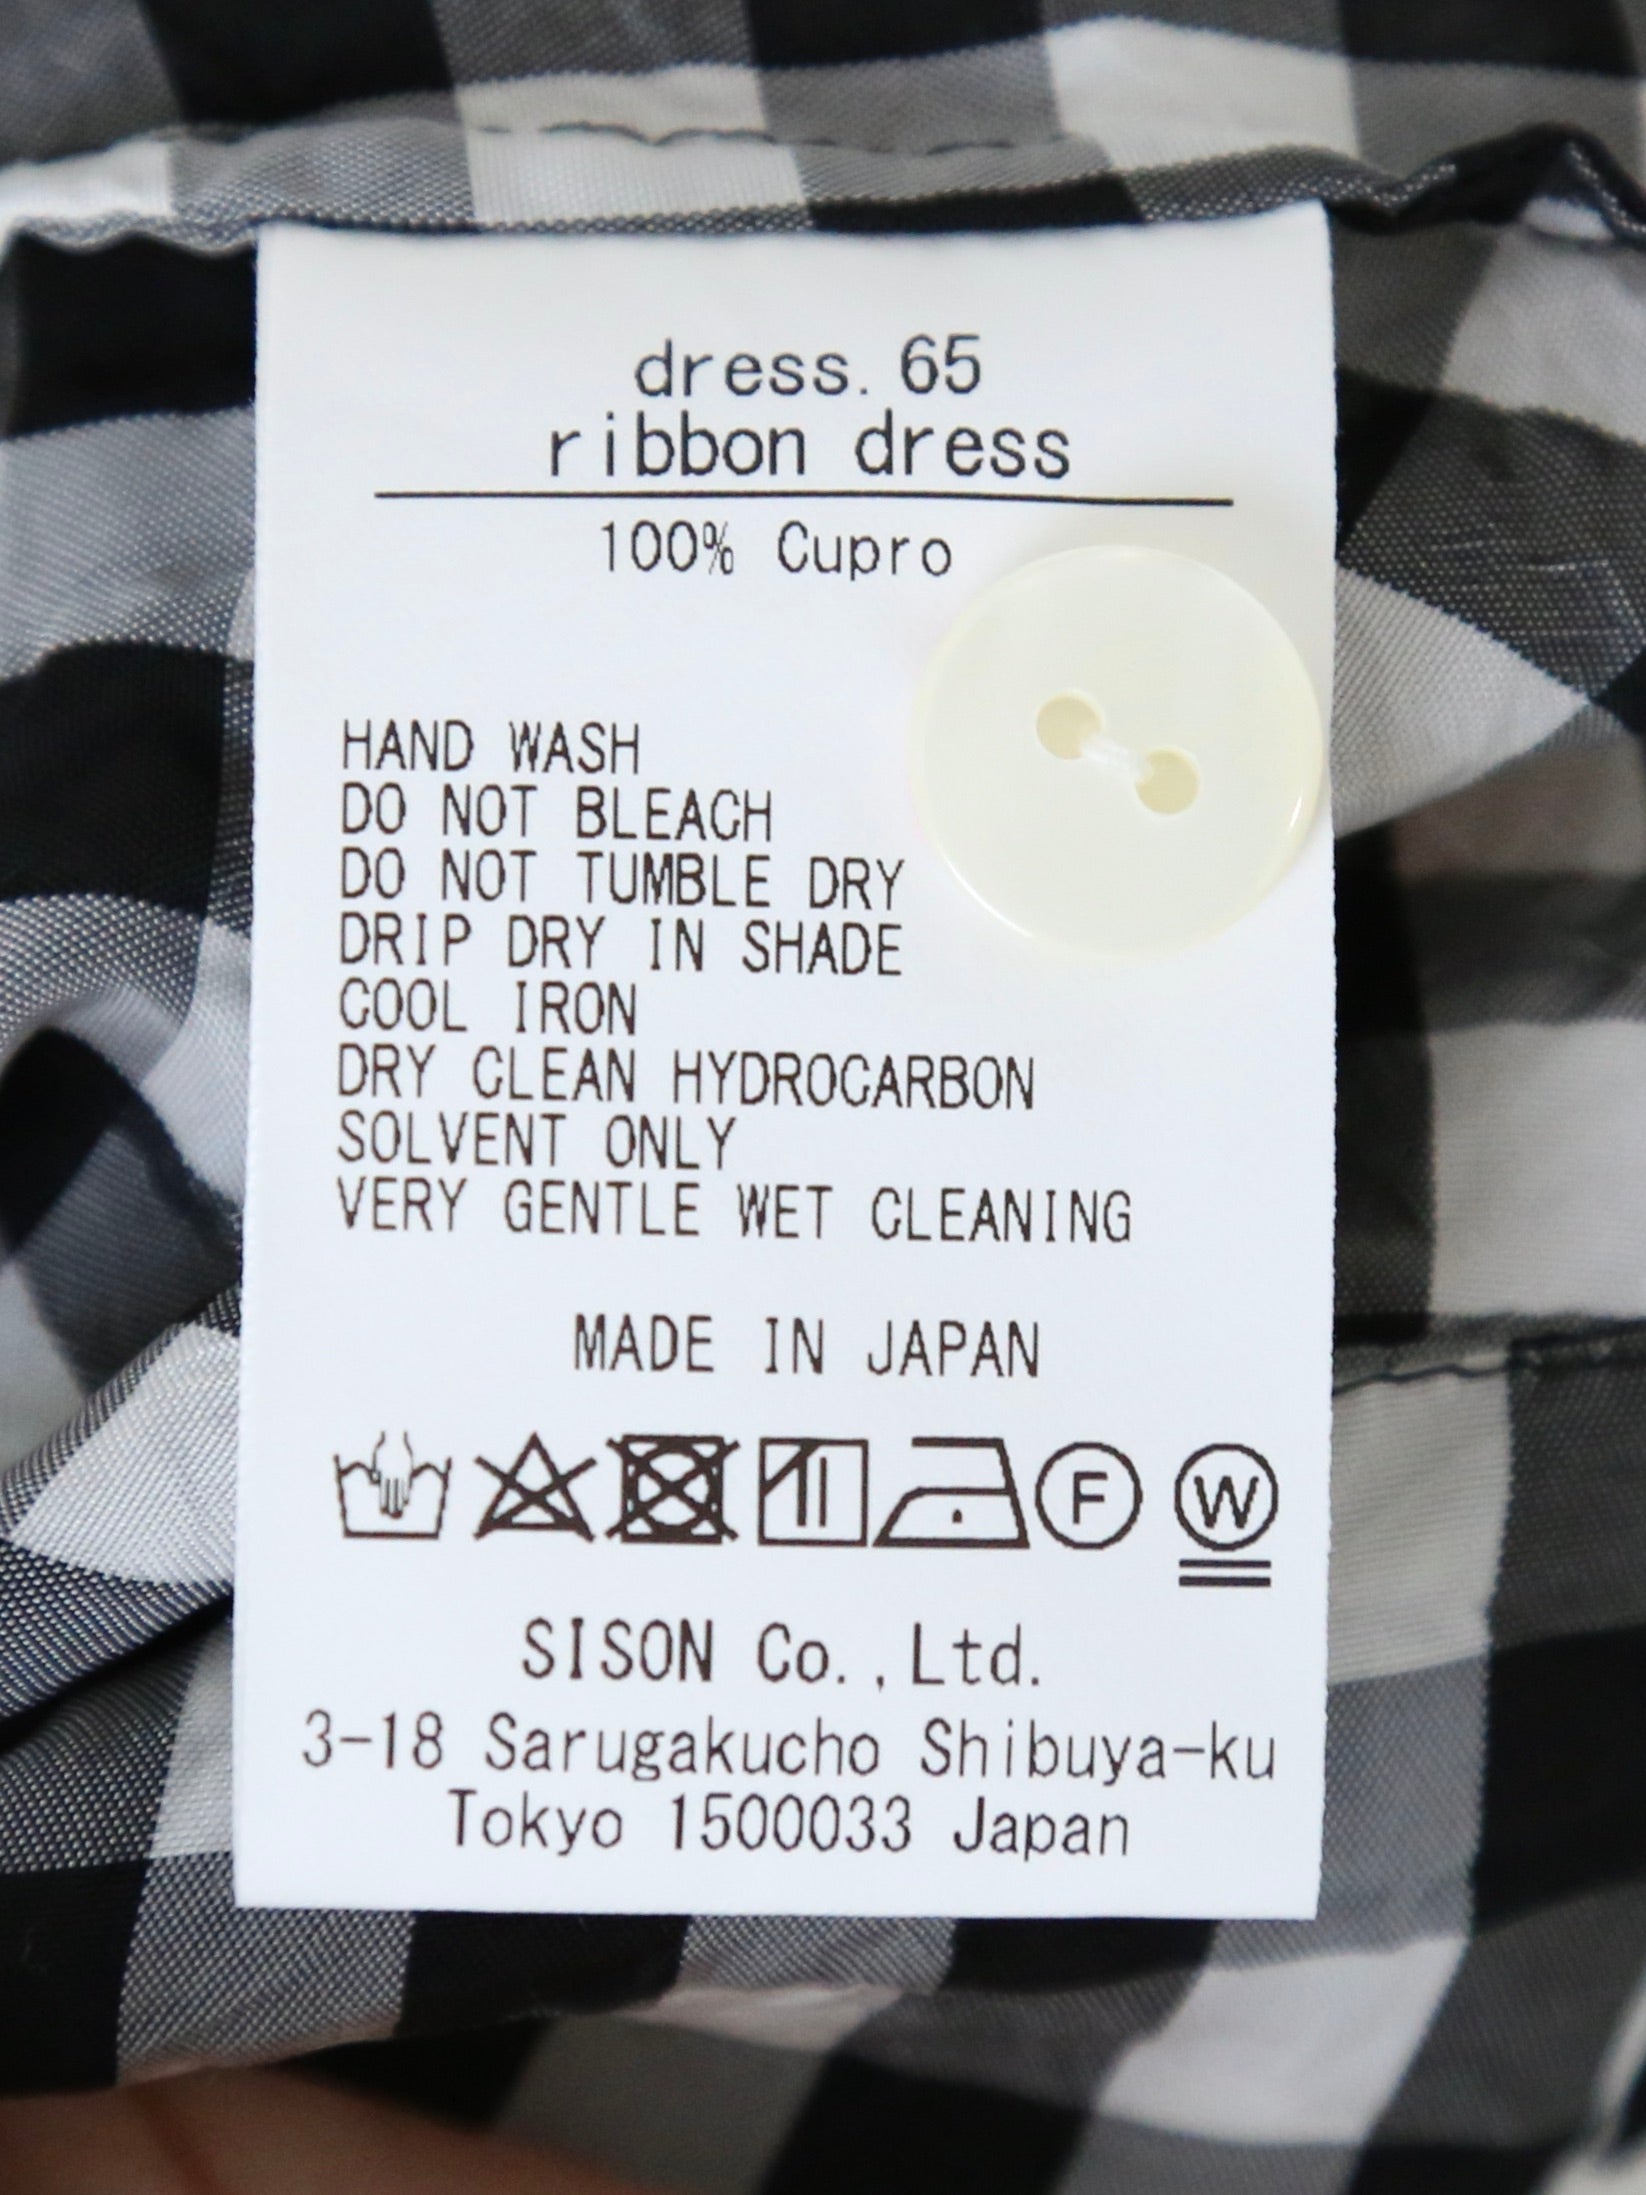 dress. 65
ribbon dress
100% Cupro
HAND WASH
DO NOT BLEACH
DO NOT TUMBLE DRY
DRIP DRY IN SHADE
COOL IRON
DRY CLEAN HYDROCARBON
SOLVENT ONLY
VERY GENTLE WET CLEANING
MADE IN JAPAN
F W
SISON Co.,Ltd.
3-18 Sarugakucho Shibuya-ku
Tokyo 1500033 Japan